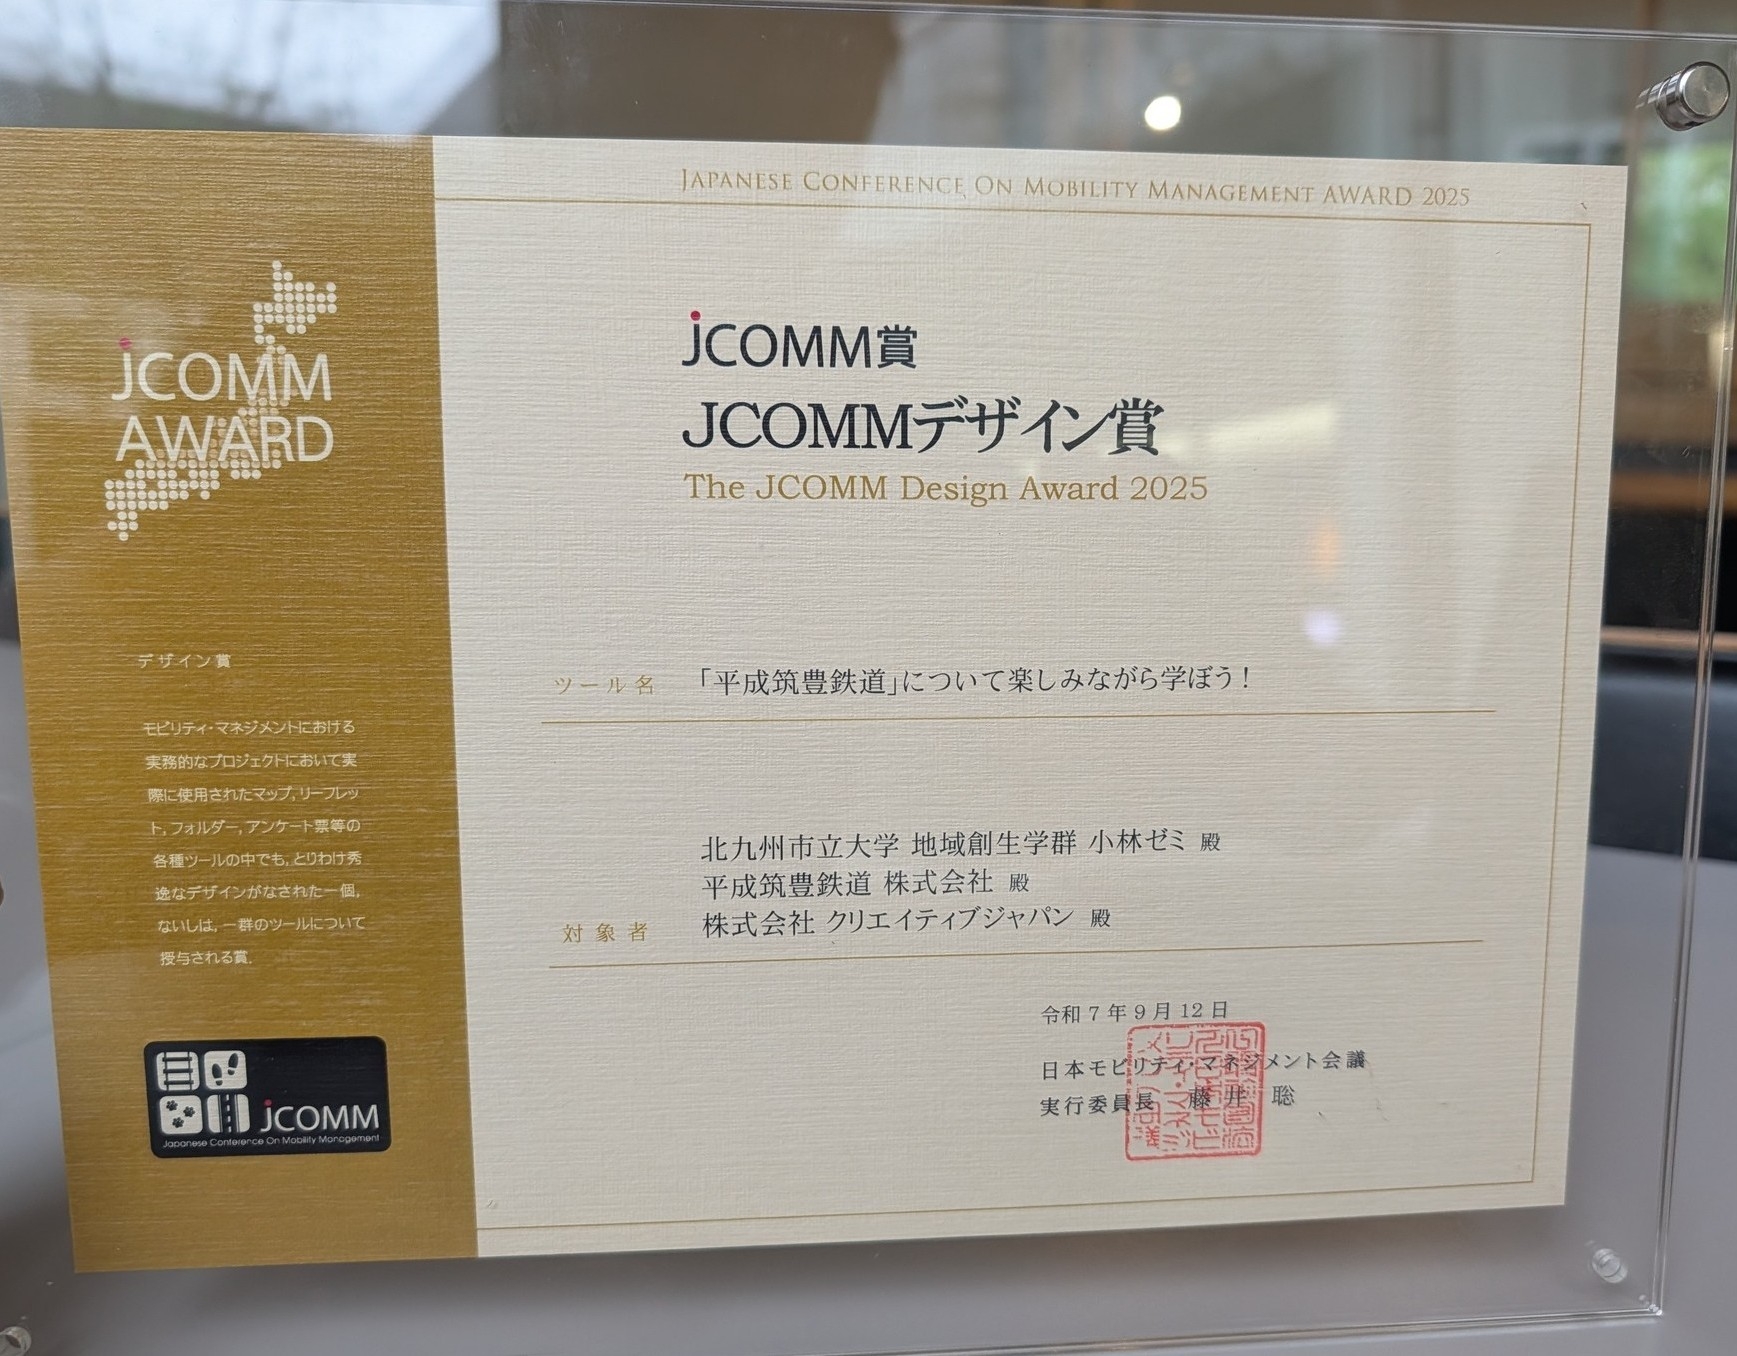 JAPANESE CONFERENCE ON MOBILITY MANAGEMENT AWARD 2025
JCOMM
AWARD
デザイン賞
モビリティ・マネジメントにおける
実務的なプロジェクトにおいて実
際に使用されたマップ，リーフレッ
ト，フォルダー，アンケート票等の
各種ツールの中でも，とりわけ秀
逸なデザインがなされた一個，
ないしは，一群のツールについて
授与される賞．
JCOMM
Japanese Conference On Mobility Management
JCOMM賞
JCOMMデザイン賞
The JCOMM Design Award 2025
ツール名 「平成筑豊鉄道」について楽しみながら学ぼう！
北九州市立大学 地域創生学群 小林ゼミ 殿
平成筑豊鉄道 株式会社 殿
対象者 株式会社 クリエイティブジャパン 殿
令和7年9月12日
日本モビリティ・マネジメント会議
実行委員長 藤井 聡